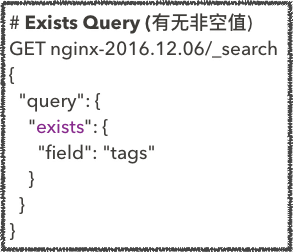 # Exists Query (有无非空值)
GET nginx-2016.12.06/_search
{
  "query": {
    "exists": {
      "field": "tags"
    }
  }
}